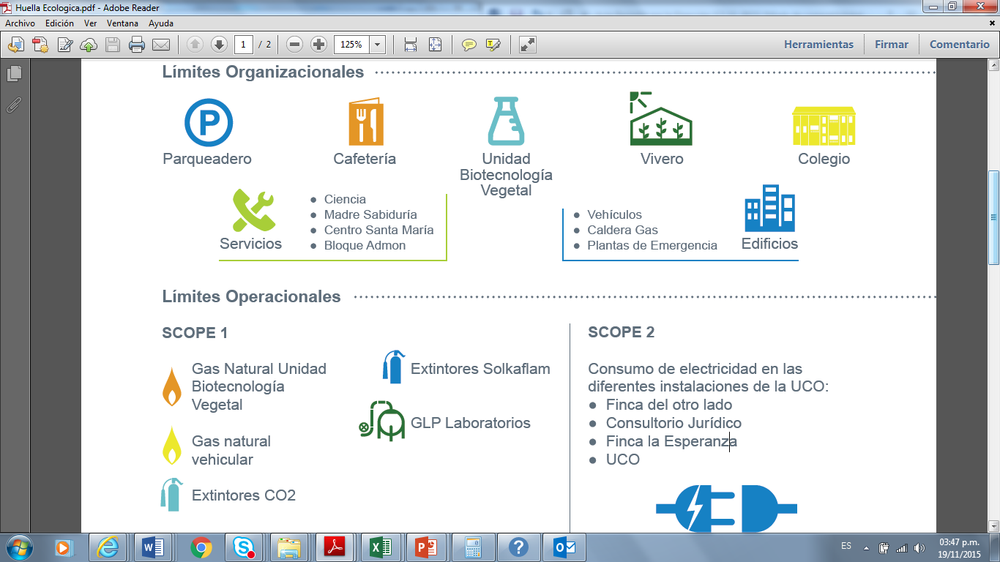 Huella Ecologica.pdf - Adobe Reader
Archivo Edición Ver Ventana Ayuda
1 / 2 125% Herramientas Firmar Comentario
Límites Organizacionales
P
Parqueadero
Cafetería
Unidad
Biotecnología
Vegetal
Vivero
Colegio
Servicios
● Ciencia
● Madre Sabiduría
● Centro Santa María
● Bloque Admon
● Vehículos
● Caldera Gas
● Plantas de Emergencia
Edificios
Límites Operacionales
SCOPE 1
Gas Natural Unidad
Biotecnología
Vegetal
Gas natural
vehicular
Extintores CO2
Extintores Solkaflam
GLP Laboratorios
SCOPE 2
Consumo de electricidad en las
diferentes instalaciones de la UCO:
● Finca del otro lado
● Consultorio Jurídico
● Finca la Esperanza
● UCO
ES
03:47 p.m.
19/11/2015